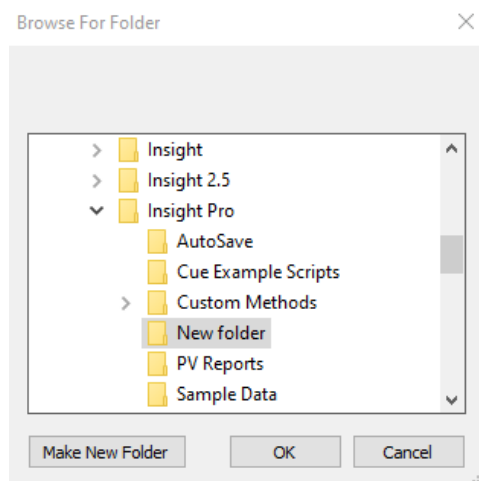 Browse For Folder
Insight
Insight 2.5
Insight Pro
AutoSave
Cue Example Scripts
Custom Methods
New folder
PV Reports
Sample Data
Make New Folder OK Cancel